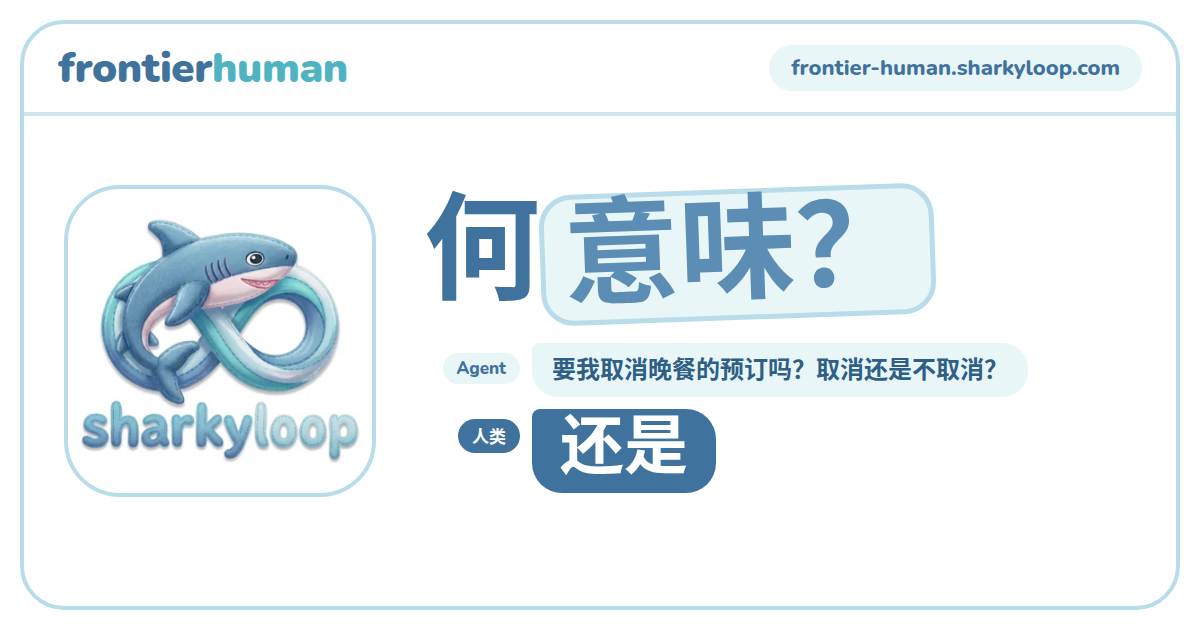 frontierhuman
frontier-human.sharkyloop.com
sharkyloop
何意味？
Agent
要我取消晚餐的预订吗？取消还是不取消？
人类
还是